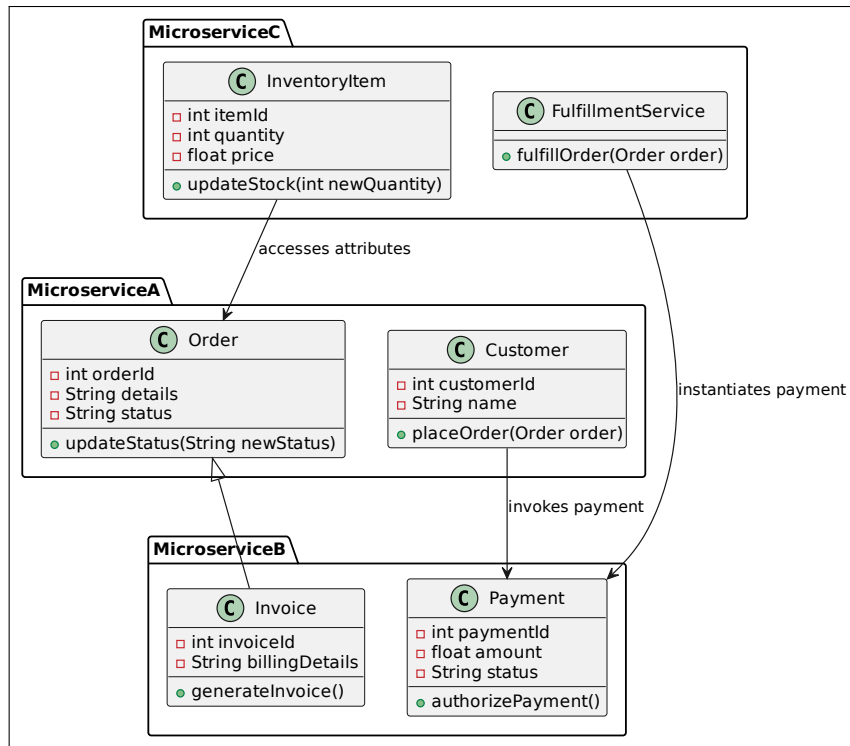 MicroserviceC
C InventoryItem
int itemId
int quantity
float price
updateStock(int newQuantity)
C FulfillmentService
fulfillOrder(Order order)
accesses attributes
MicroserviceA
C Order
int orderId
String details
String status
updateStatus(String newStatus)
C Customer
int customerId
String name
placeOrder(Order order)
instantiates payment
invokes payment
MicroserviceB
C Invoice
int invoiceId
String billingDetails
generateInvoice()
C Payment
int paymentId
float amount
String status
authorizePayment()